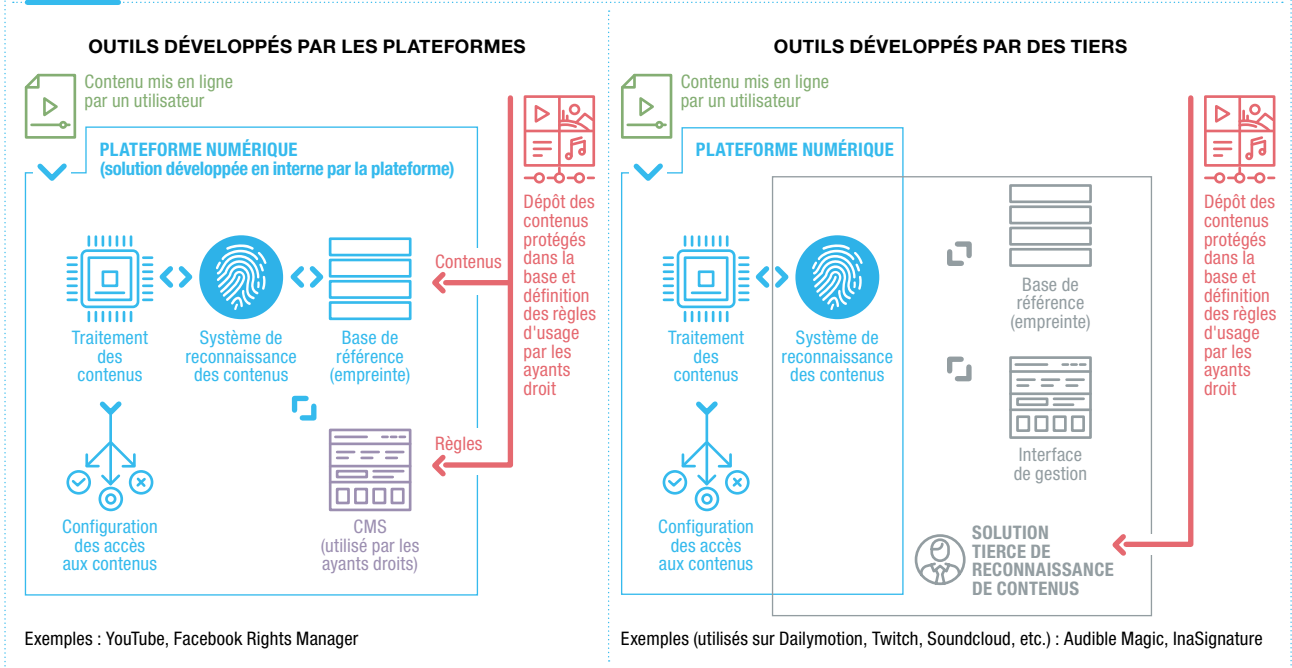 OUTILS DÉVELOPPÉS PAR LES PLATEFORMES
Contenu mis en ligne
par un utilisateur
PLATEFORME NUMÉRIQUE
(solution développée en interne par la plateforme)
Dépôt des
contenus
protégés
dans la
base et
définition
des règles
d'usage
par les
ayants
droit
Contenus
Traitement
des
contenus
Système de
reconnaissance
des contenus
Base de
référence
(empreinte)
Règles
Configuration
des accès
aux contenus
CMS
(utilisé par les
ayants droits)
Exemples : YouTube, Facebook Rights Manager
OUTILS DÉVELOPPÉS PAR DES TIERS
Contenu mis en ligne
par un utilisateur
PLATEFORME NUMÉRIQUE
Dépôt des
contenus
protégés
dans la
base et
définition
des règles
d'usage
par les
ayants
droit
Base de
référence
(empreinte)
Traitement
des
contenus
Système de
reconnaissance
des contenus
Interface
de gestion
Configuration
des accès
aux contenus
SOLUTION
TIERCE DE
RECONNAISSANCE
DE CONTENUS
Exemples (utilisés sur Dailymotion, Twitch, Soundcloud, etc.) : Audible Magic, InaSignature